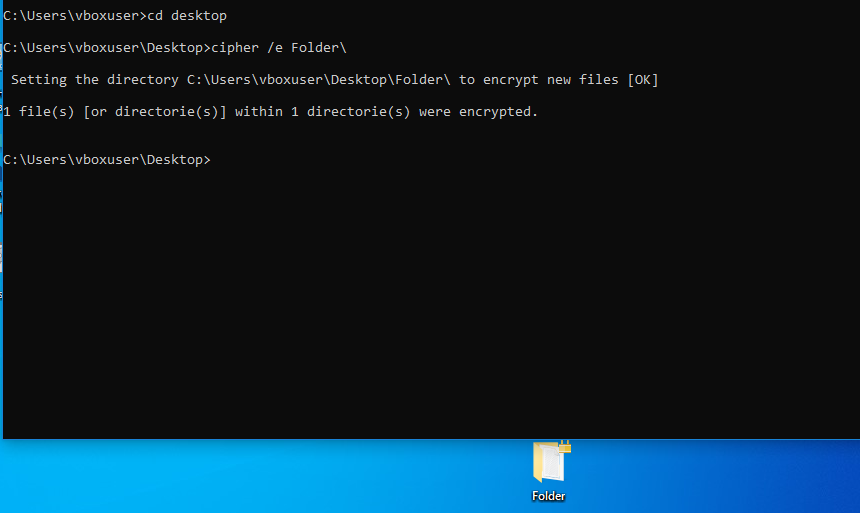 C:\Users\vboxuser>cd desktop
C:\Users\vboxuser\Desktop>cipher /e Folder\
Setting the directory C:\Users\vboxuser\Desktop\Folder\ to encrypt new files [OK]
1 file(s) [or directorie(s)] within 1 directorie(s) were encrypted.
C:\Users\vboxuser\Desktop>
Folder